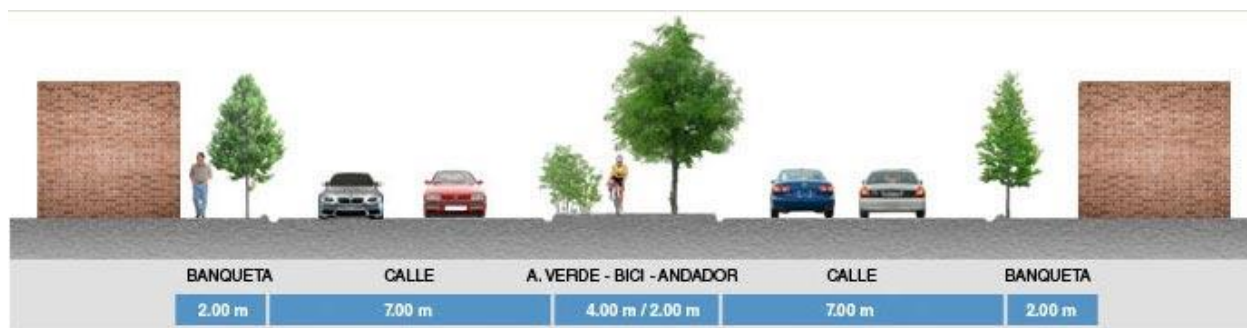 BANQUETA CALLE A. VERDE - BICI - ANDADOR CALLE BANQUETA
2.00 m 7.00 m 4.00 m / 2.00 m 7.00 m 2.00 m